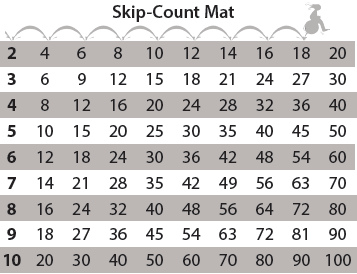 Skip-Count Mat
2 4 6 8 10 12 14 16 18 20
3 6 9 12 15 18 21 24 27 30
4 8 12 16 20 24 28 32 36 40
5 10 15 20 25 30 35 40 45 50
6 12 18 24 30 36 42 48 54 60
7 14 21 28 35 42 49 56 63 70
8 16 24 32 40 48 56 64 72 80
9 18 27 36 45 54 63 72 81 90
10 20 30 40 50 60 70 80 90 100